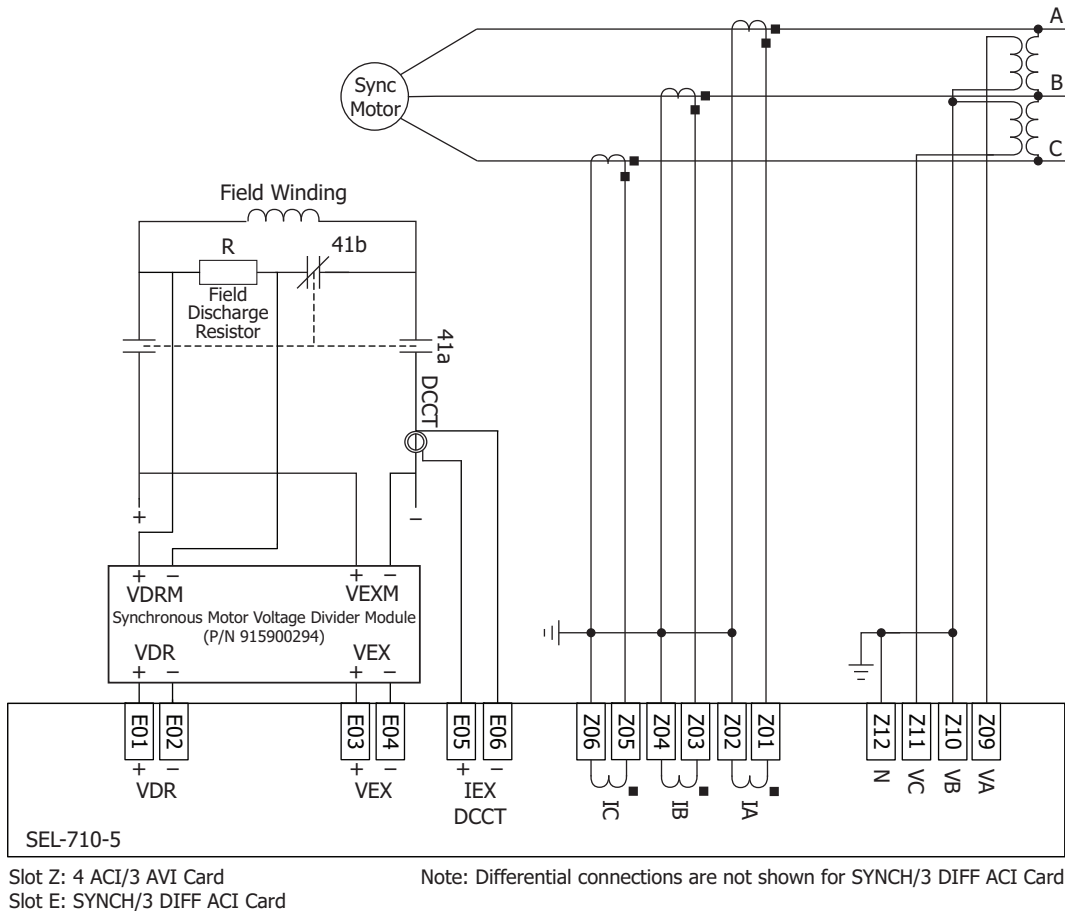 A
B
C
Sync
Motor
Field Winding
R
41b
Field
Discharge
Resistor
41a
DCCT
+
−
+ − + −
VDRM VEXM
Synchronous Motor Voltage Divider Module
(P/N 915900294)
VDR VEX
+ − + −
E01 E02 E03 E04 E05 E06 Z06 Z05 Z04 Z03 Z02 Z01 Z12 Z11 Z10 Z09
+ − + − + −
VDR VEX IEX
DCCT
IC IB IA N VC VB VA
SEL-710-5
Slot Z: 4 ACI/3 AVI Card
Note: Differential connections are not shown for SYNCH/3 DIFF ACI Card
Slot E: SYNCH/3 DIFF ACI Card